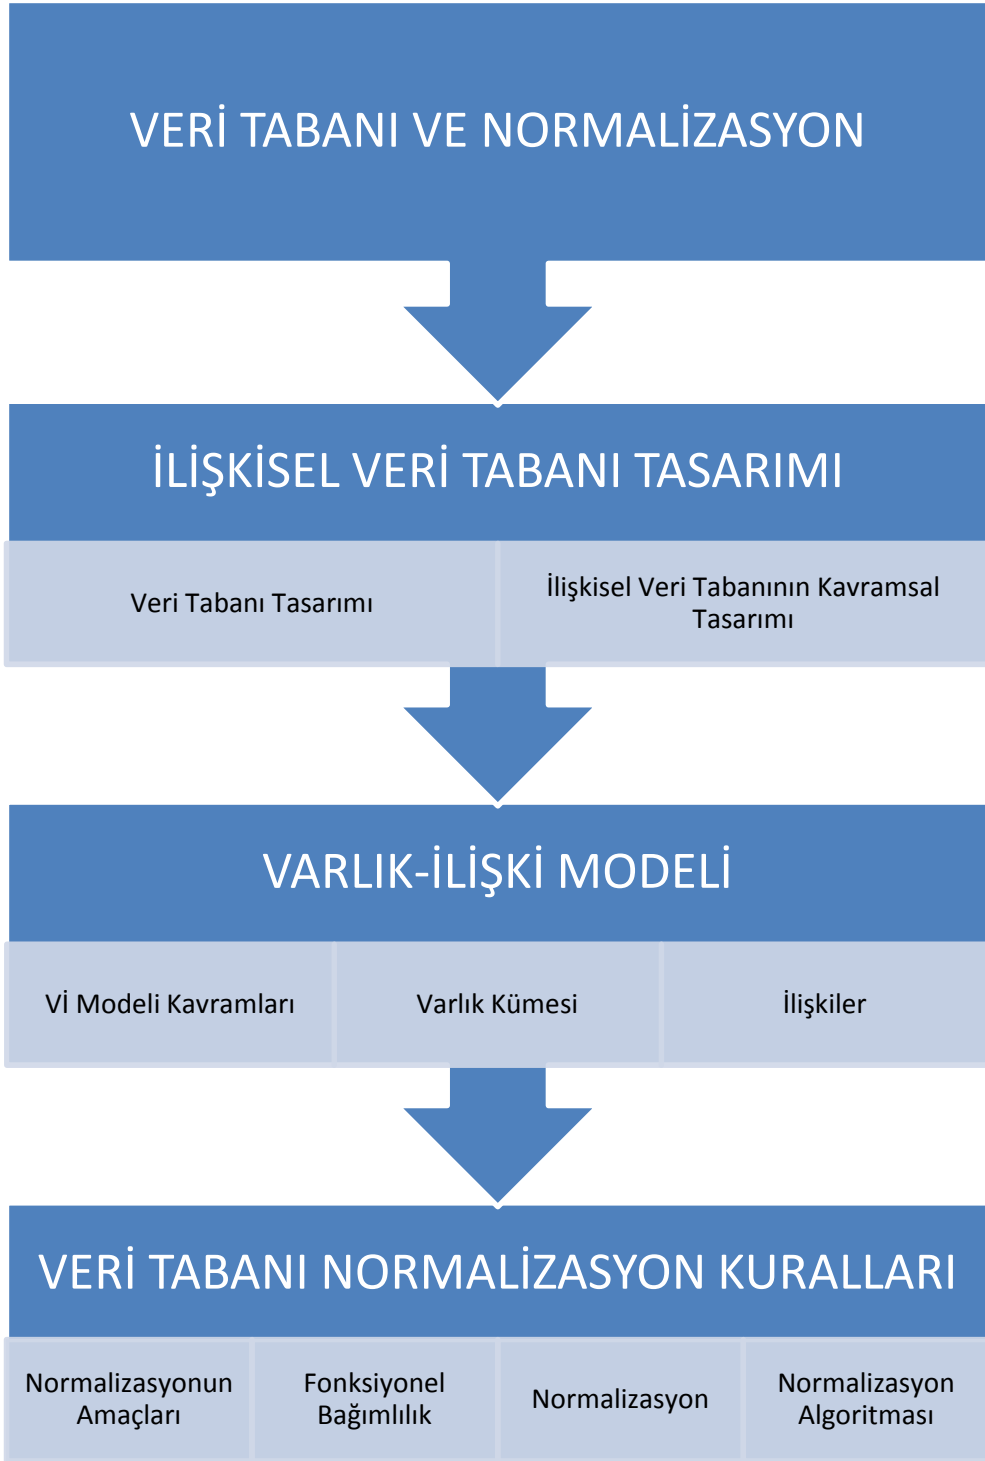 VERİ TABANI VE NORMALİZASYON
İLİŞKİSEL VERİ TABANI TASARIMI
Veri Tabanı Tasarımı
İlişkisel Veri Tabanının Kavramsal
Tasarımı
VARLIK-İLİŞKİ MODELİ
Vİ Modeli Kavramları
Varlık Kümesi
İlişkiler
VERİ TABANI NORMALİZASYON KURALLARI
Normalizasyonun
Amaçları
Fonksiyonel
Bağımlılık
Normalizasyon
Normalizasyon
Algoritması